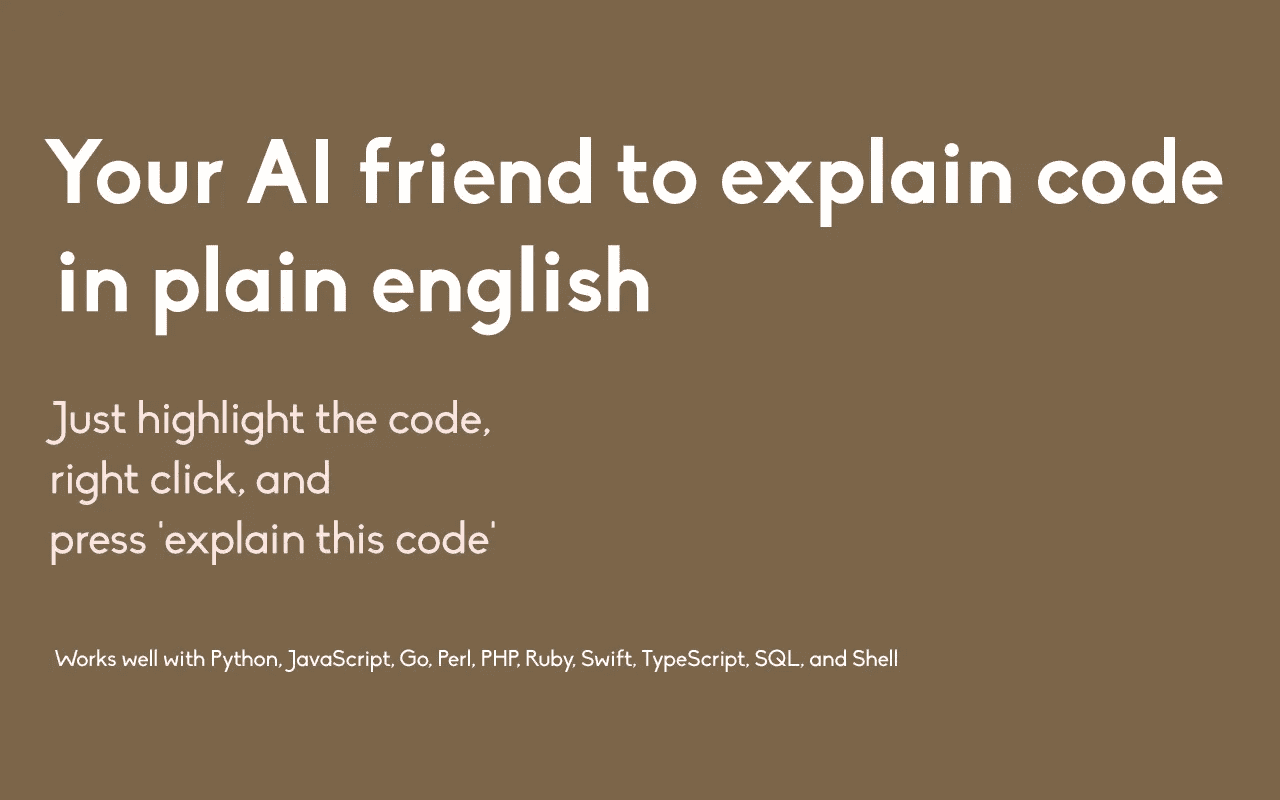 Your AI friend to explain code
in plain english
Just highlight the code,
right click, and
press 'explain this code'
Works well with Python, JavaScript, Go, Perl, PHP, Ruby, Swift, TypeScript, SQL, and Shell